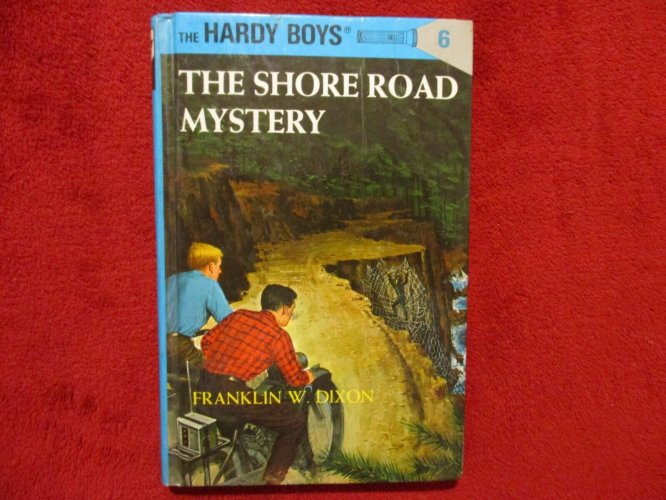 THE HARDY BOYS® 6
THE SHORE ROAD
MYSTERY
FRANKLIN W. DIXON